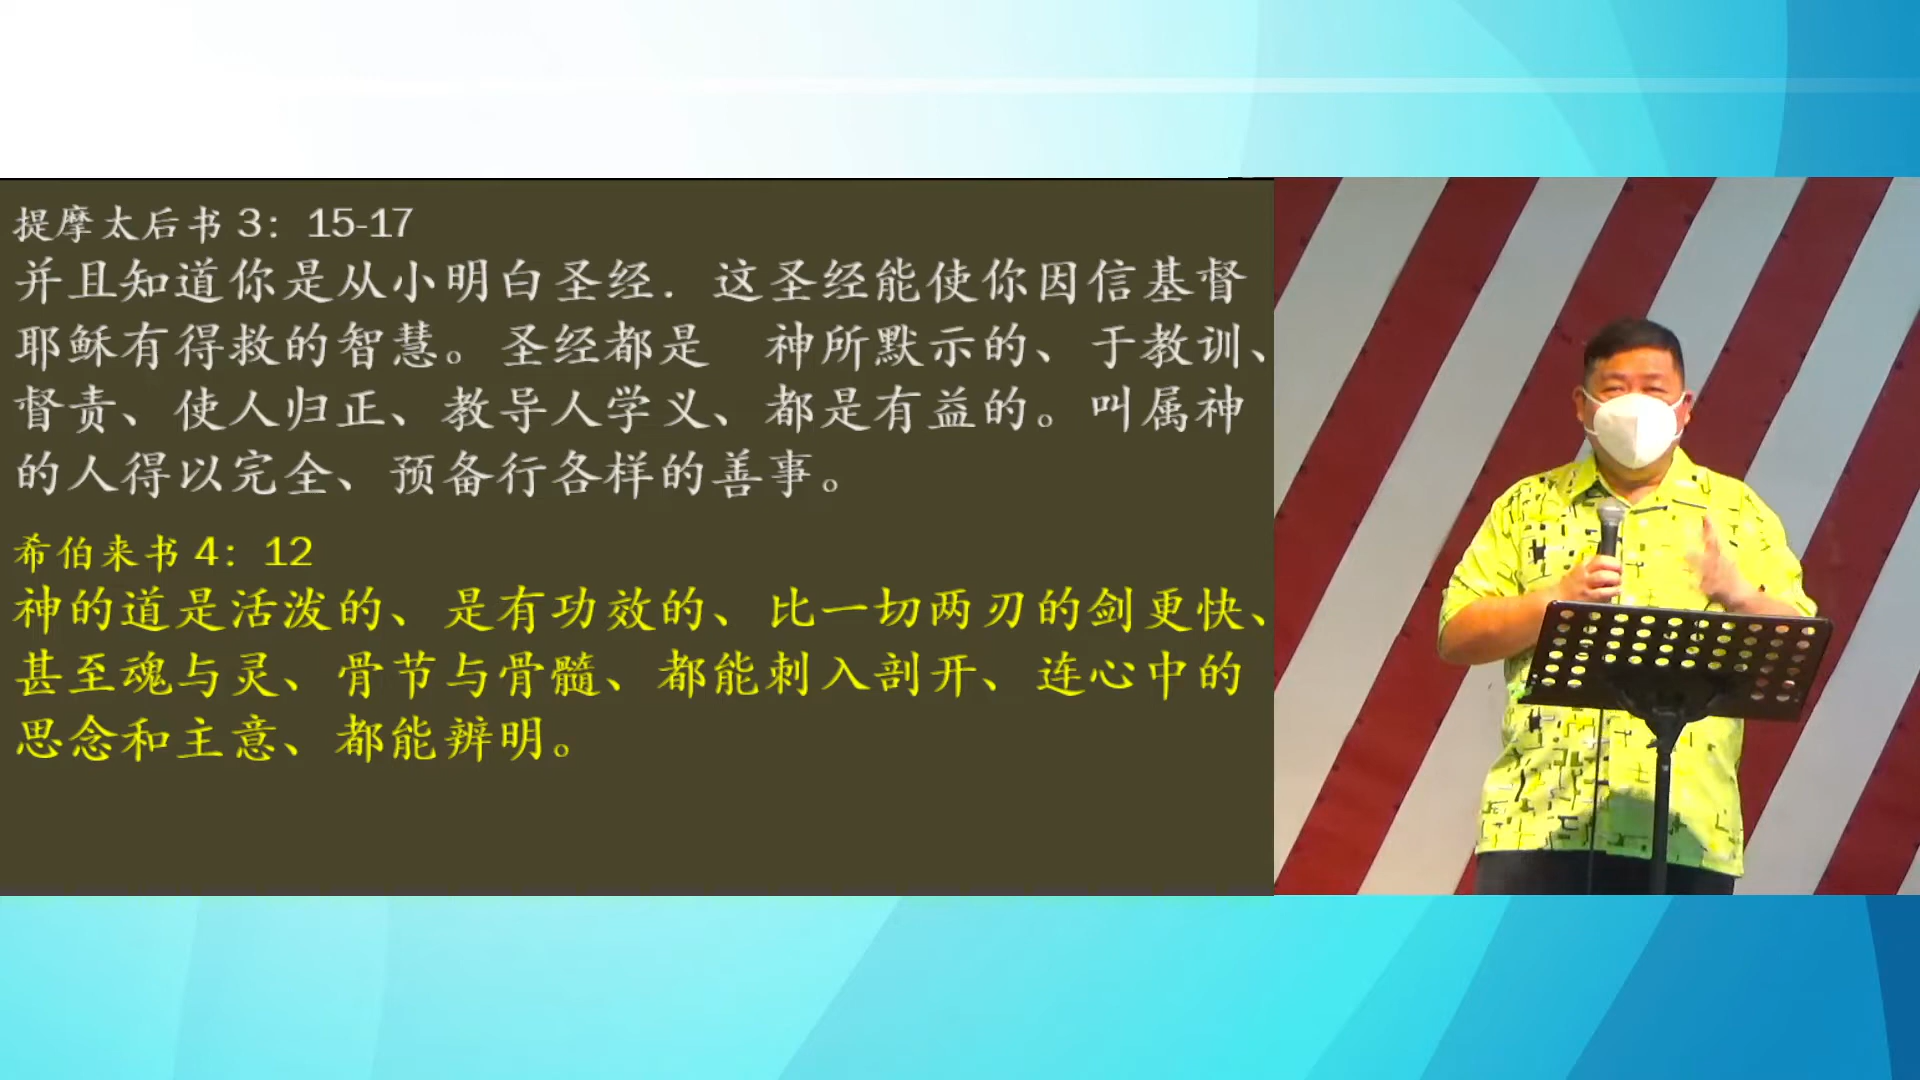 提摩太后书 3：15-17
并且知道你是从小明白圣经．这圣经能使你因信基督
耶稣有得救的智慧。圣经都是　神所默示的、于教训、
督责、使人归正、教导人学义、都是有益的。叫属神
的人得以完全、预备行各样的善事。
希伯来书 4：12
神的道是活泼的、是有功效的、比一切两刃的剑更快、
甚至魂与灵、骨节与骨髓、都能刺入剖开、连心中的
思念和主意、都能辨明。